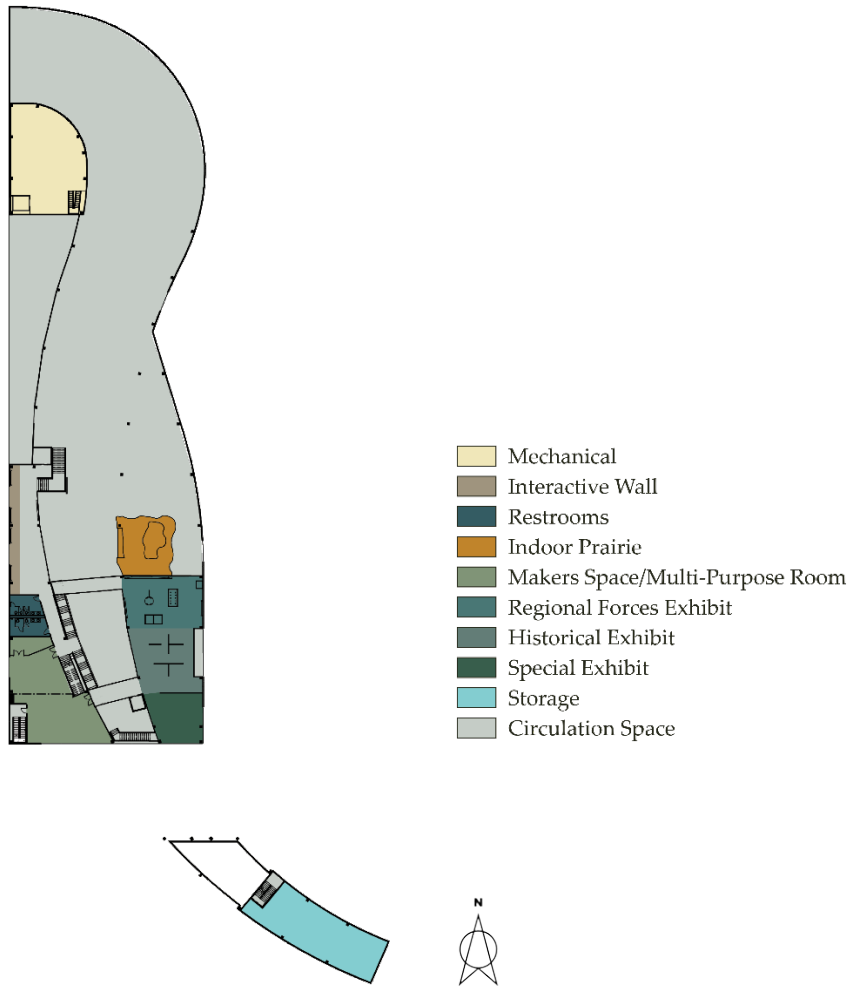 Mechanical
Interactive Wall
Restrooms
Indoor Prairie
Makers Space/Multi-Purpose Room
Regional Forces Exhibit
Historical Exhibit
Special Exhibit
Storage
Circulation Space
N